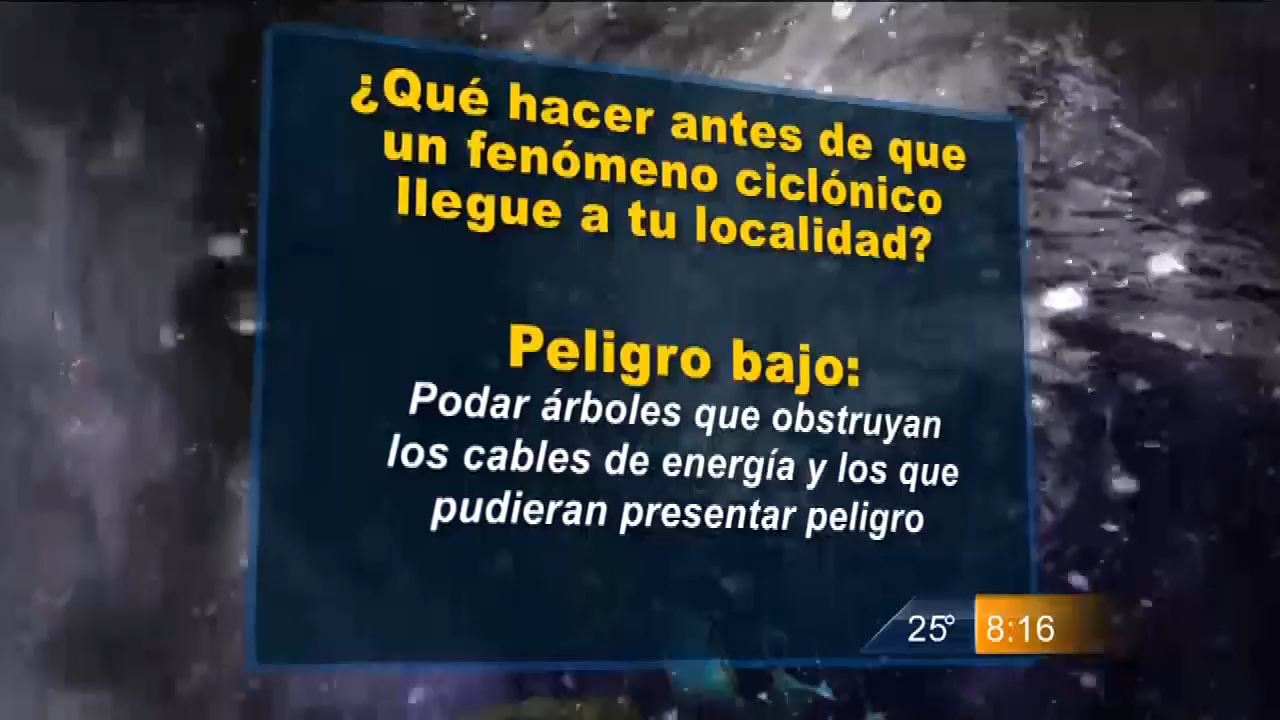 ¿Qué hacer antes de que
un fenómeno ciclónico
llegue a tu localidad?
Peligro bajo:
Podar árboles que obstruyan
los cables de energía y los que
pudieran presentar peligro
25° 8:16